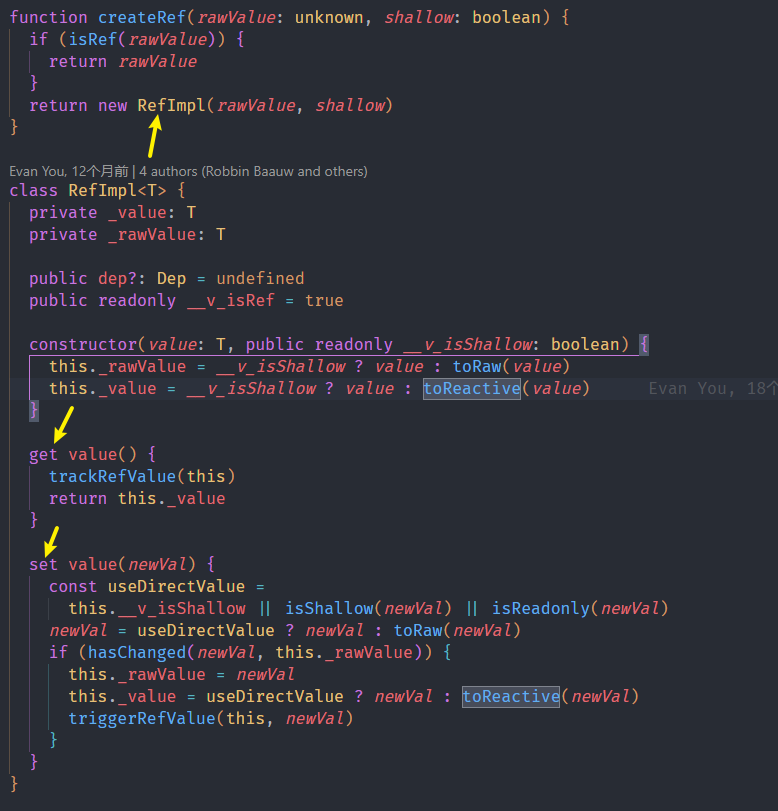 function createRef(rawValue: unknown, shallow: boolean) {
  if (isRef(rawValue)) {
    return rawValue
  }
  return new RefImpl(rawValue, shallow)
}
Evan You, 12个月前 | 4 authors (Robbin Baauw and others)
class RefImpl<T> {
  private _value: T
  private _rawValue: T
  public dep?: Dep = undefined
  public readonly __v_isRef = true
  constructor(value: T, public readonly __v_isShallow: boolean) {
    this._rawValue = __v_isShallow ? value : toRaw(value)
    this._value = __v_isShallow ? value : toReactive(value)      Evan You, 18个
  }
  get value() {
    trackRefValue(this)
    return this._value
  }
  set value(newVal) {
    const useDirectValue =
      this.__v_isShallow || isShallow(newVal) || isReadonly(newVal)
    newVal = useDirectValue ? newVal : toRaw(newVal)
    if (hasChanged(newVal, this._rawValue)) {
      this._rawValue = newVal
      this._value = useDirectValue ? newVal : toReactive(newVal)
      triggerRefValue(this, newVal)
    }
  }
}